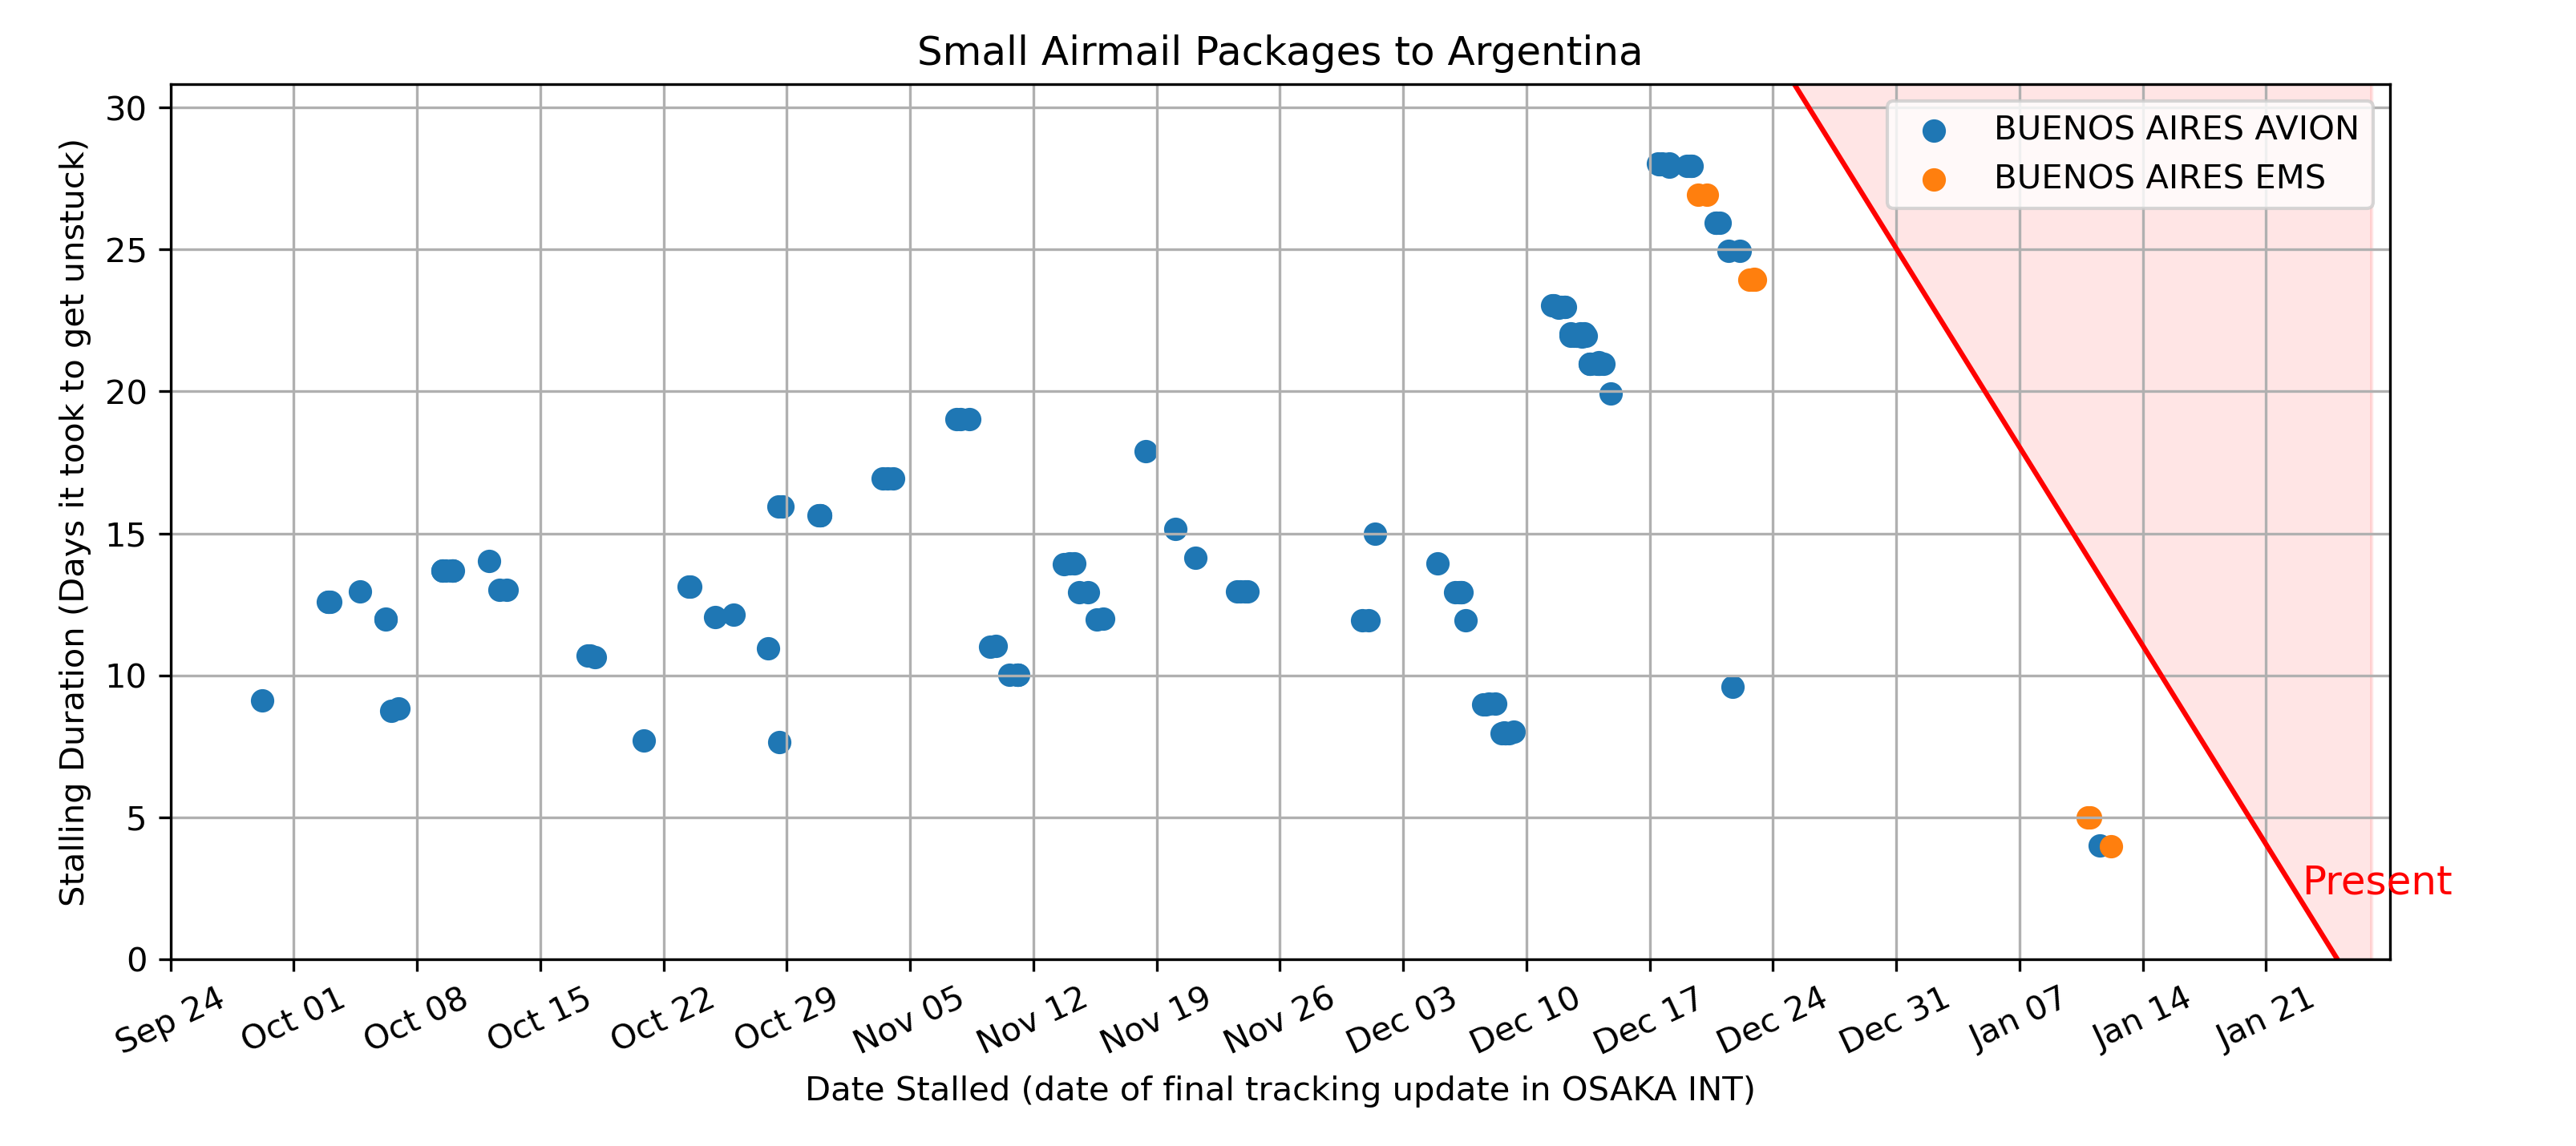 Small Airmail Packages to Argentina
BUENOS AIRES AVION
BUENOS AIRES EMS
Stalling Duration (Days it took to get unstuck)
30
25
20
15
10
5
0
Present
Sep 24
Oct 01
Oct 08
Oct 15
Oct 22
Oct 29
Nov 05
Nov 12
Nov 19
Nov 26
Dec 03
Dec 10
Dec 17
Dec 24
Dec 31
Jan 07
Jan 14
Jan 21
Date Stalled (date of final tracking update in OSAKA INT)